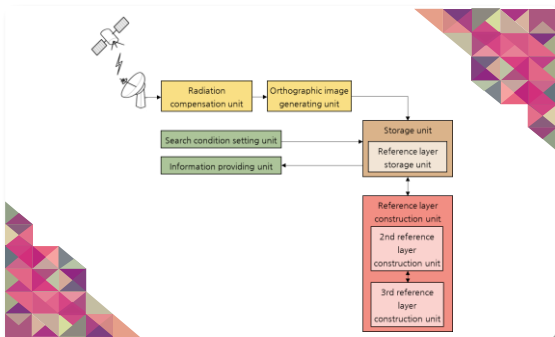 Radiation
compensation unit
Orthographic image
generating unit
Storage unit
Reference layer
storage unit
Search condition setting unit
Information providing unit
Reference layer
construction unit
2nd reference
layer
construction unit
3rd reference
layer
construction unit